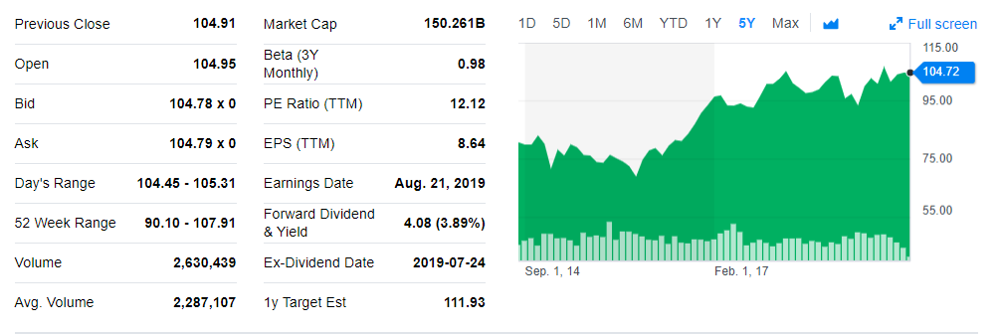 Previous Close 104.91
Open 104.95
Bid 104.78 x 0
Ask 104.79 x 0
Day's Range 104.45 - 105.31
52 Week Range 90.10 - 107.91
Volume 2,630,439
Avg. Volume 2,287,107
Market Cap 150.261B
Beta (3Y
Monthly) 0.98
PE Ratio (TTM) 12.12
EPS (TTM) 8.64
Earnings Date Aug. 21, 2019
Forward Dividend
& Yield 4.08 (3.89%)
Ex-Dividend Date 2019-07-24
1y Target Est 111.93
1D 5D 1M 6M YTD 1Y 5Y Max Full screen
115.00
104.72
95.00
75.00
55.00
Sep. 1, 14 Feb. 1, 17